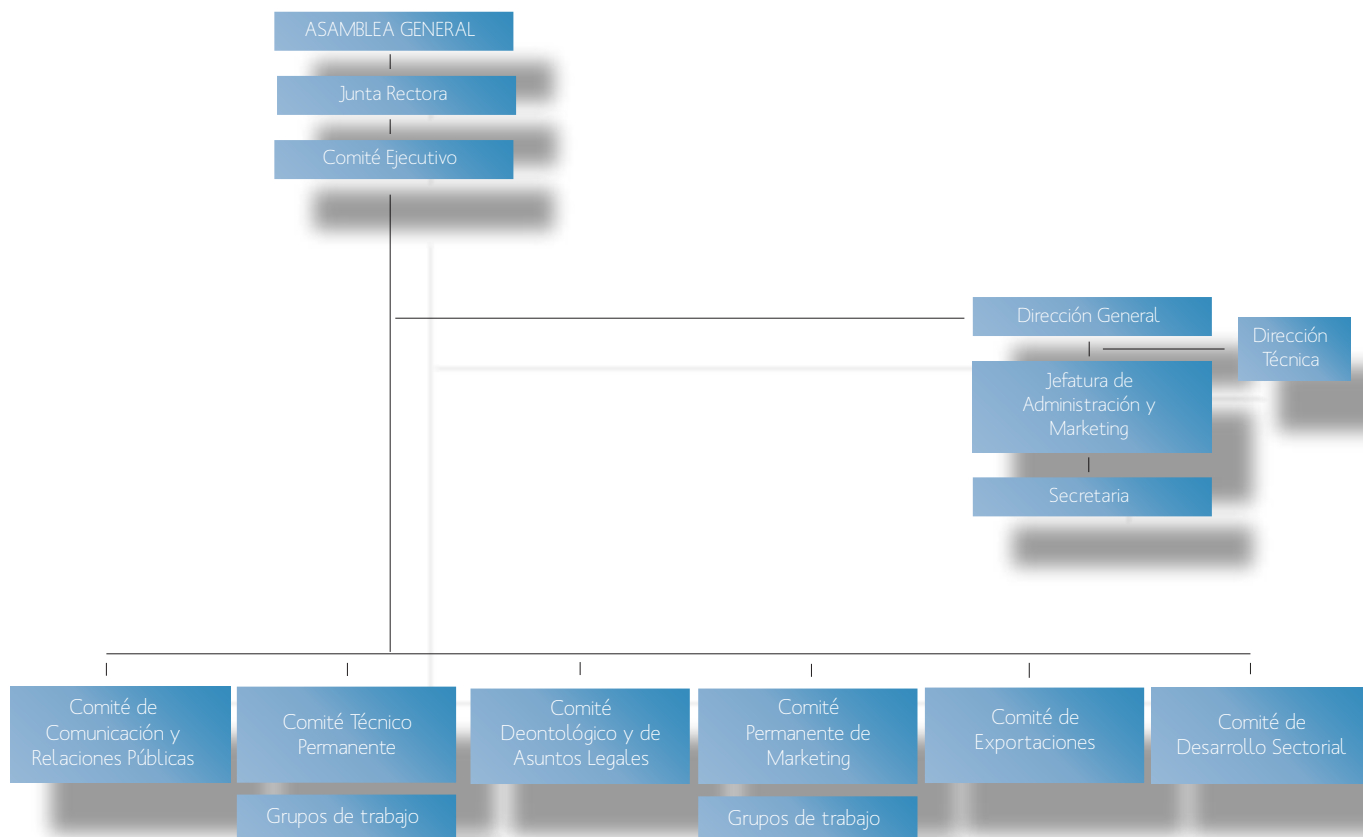 ASAMBLEA GENERAL
Junta Rectora
Comité Ejecutivo
Dirección General
Dirección
Técnica
Jefatura de
Administración y
Marketing
Secretaria
Comité de
Comunicación y
Relaciones Públicas
Comité Técnico
Permanente
Comité
Deontológico y de
Asuntos Legales
Comité
Permanente de
Marketing
Comité de
Exportaciones
Comité de
Desarrollo Sectorial
Grupos de trabajo
Grupos de trabajo